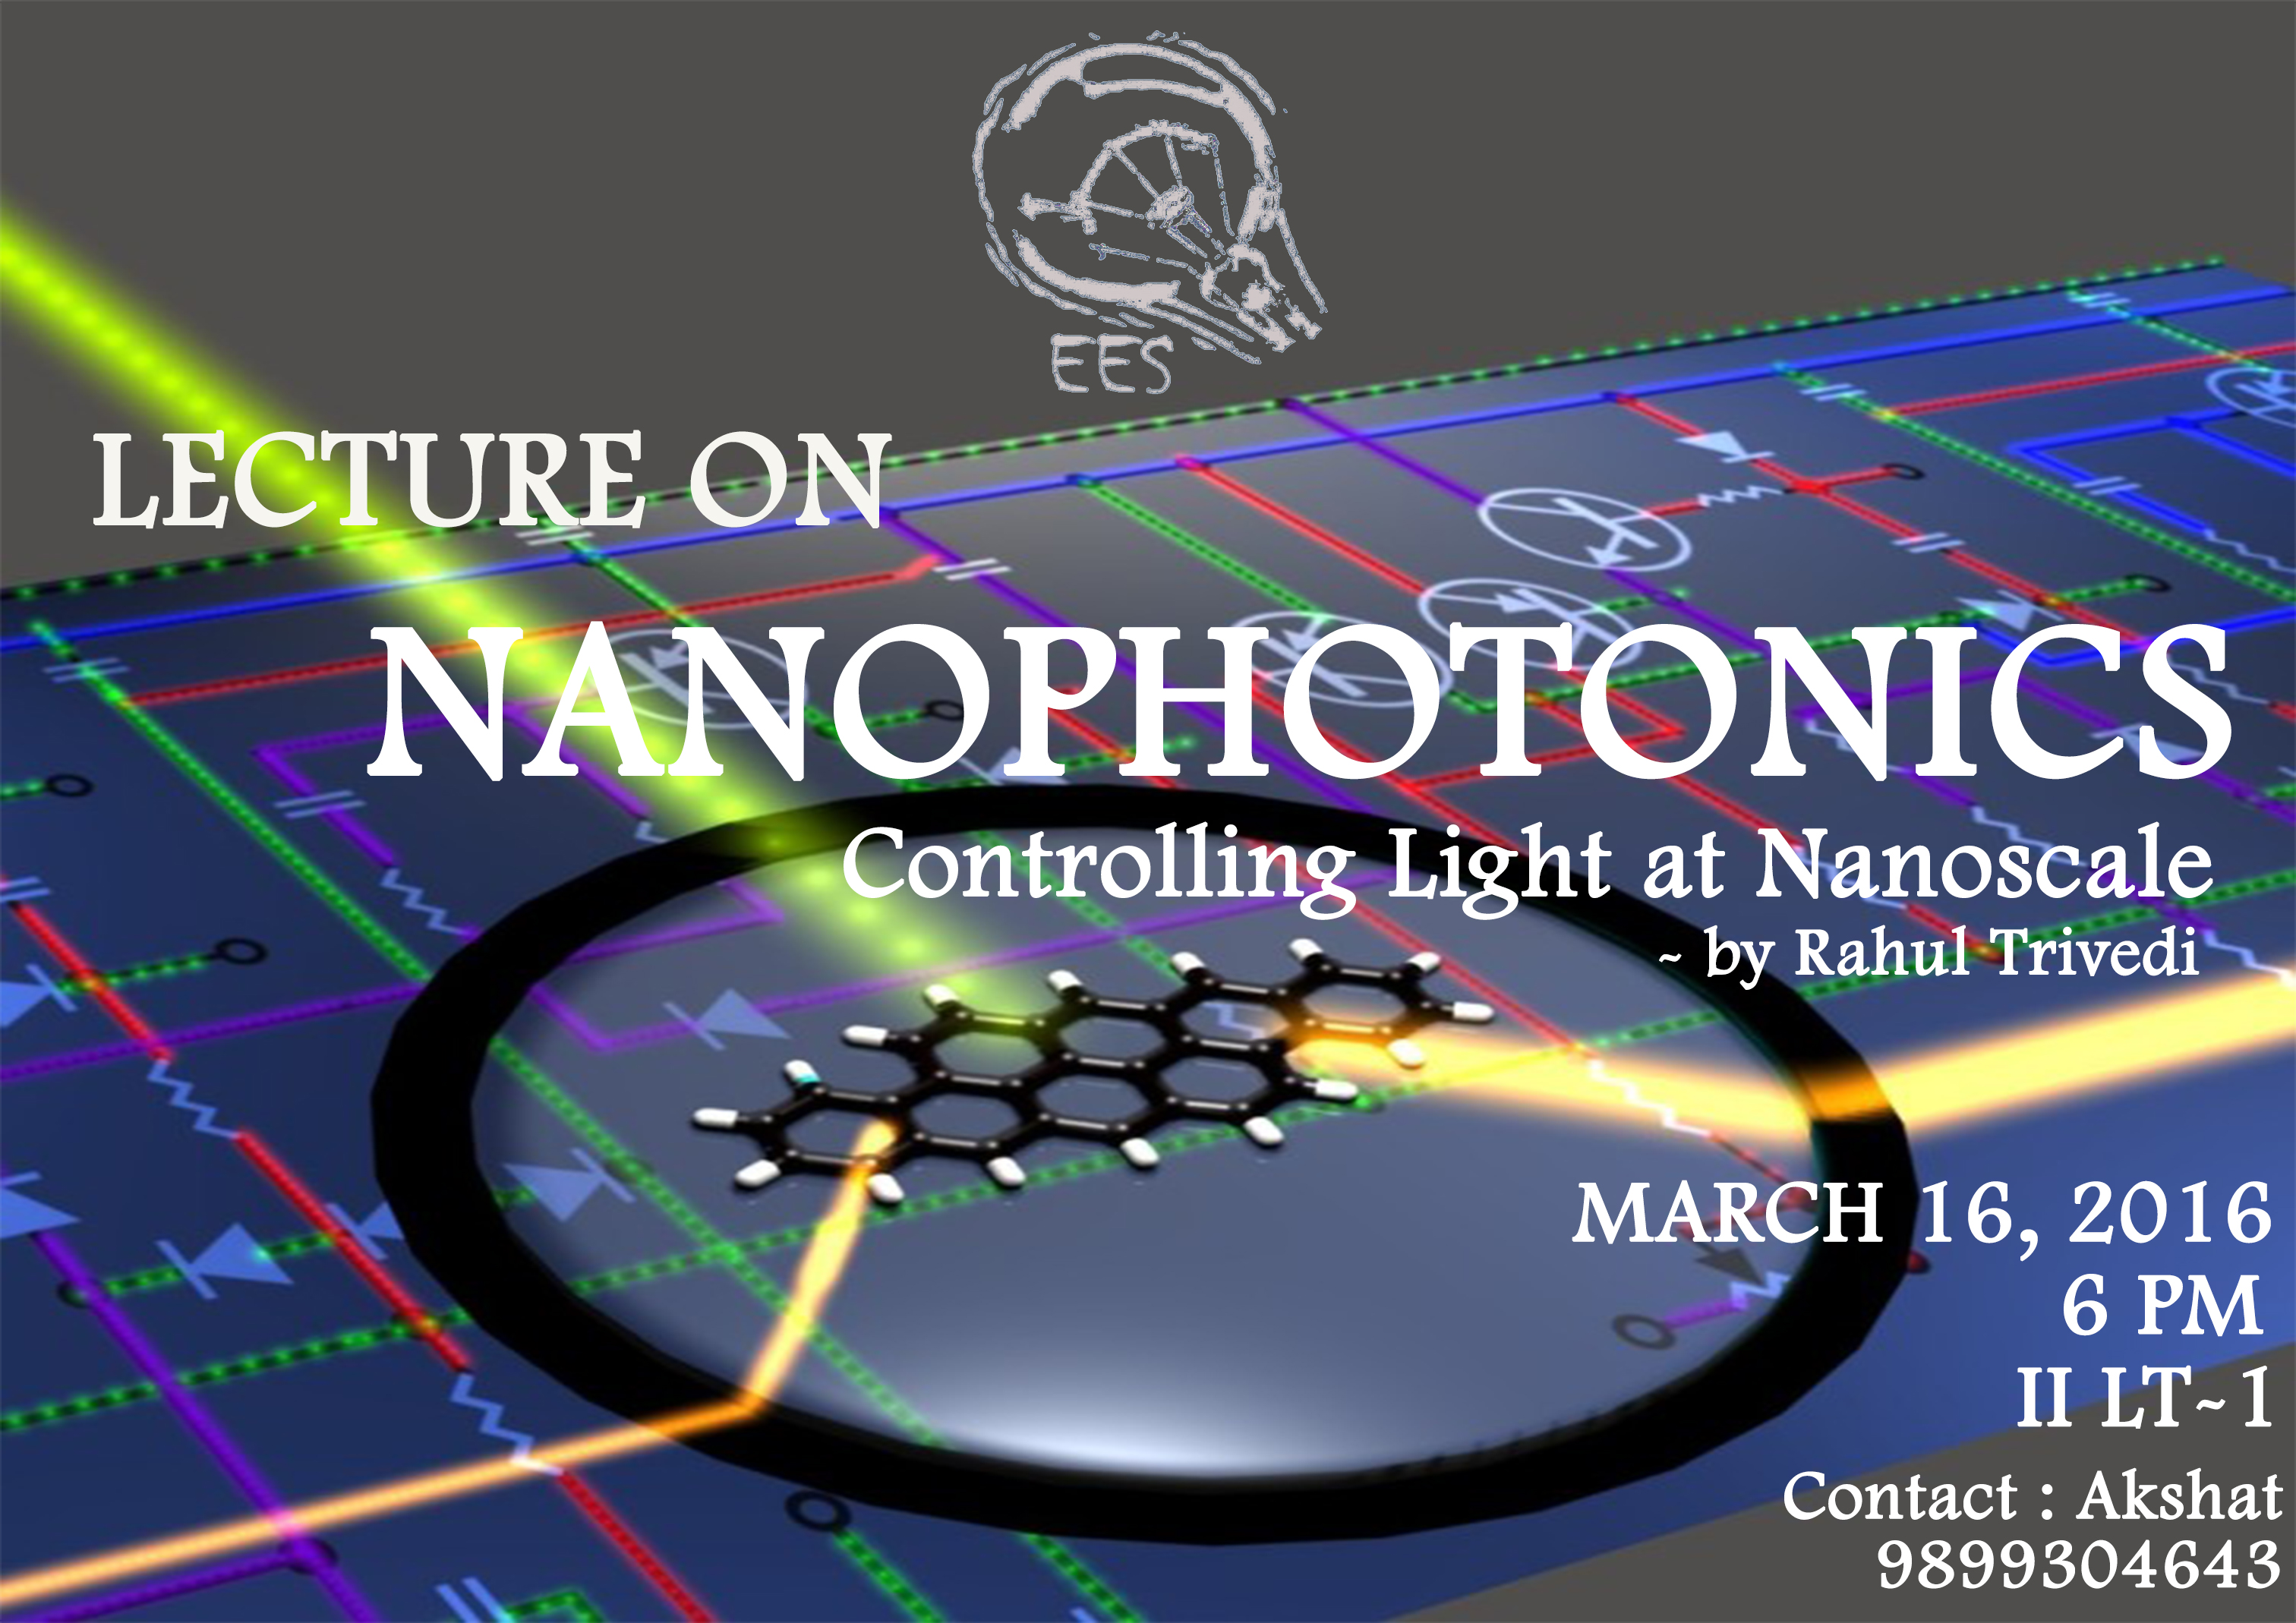 EES
LECTURE ON
NANOPHOTONICS
Controlling Light at Nanoscale
~ by Rahul Trivedi
MARCH 16, 2016
6 PM
II LT~1
Contact : Akshat
9899304643